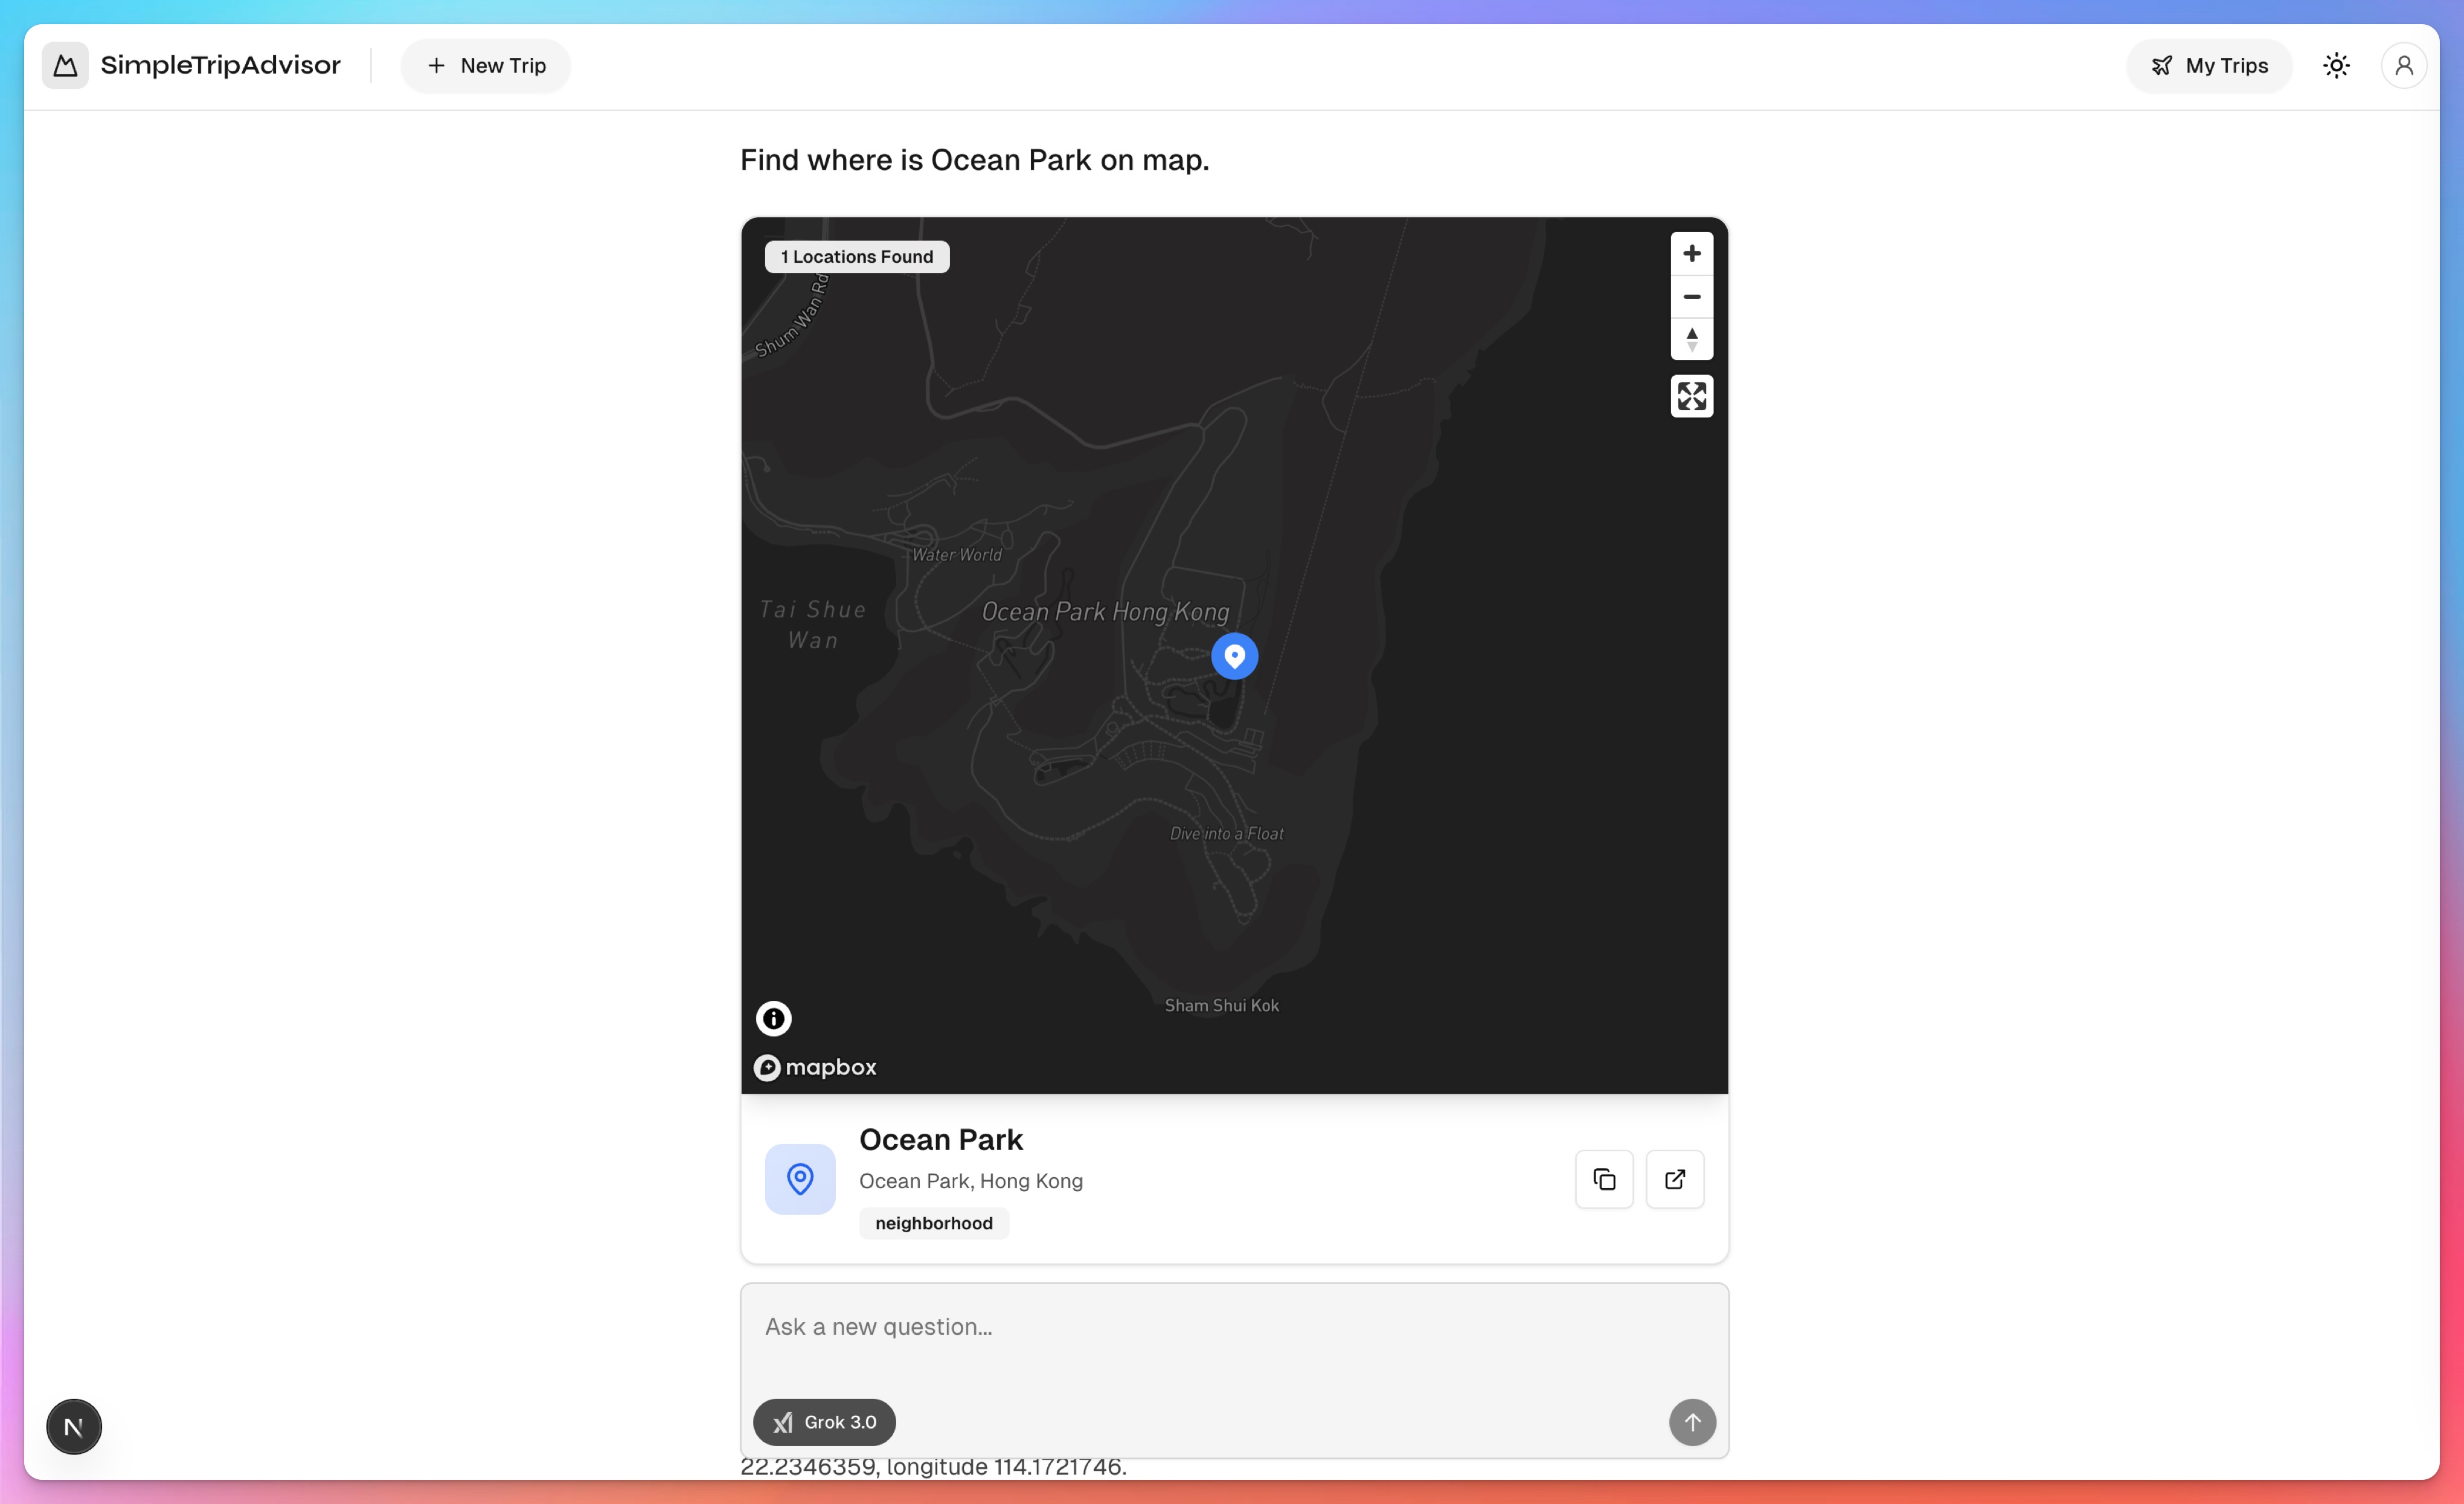 SimpleTripAdvisor
New Trip
My Trips
Find where is Ocean Park on map.
1 Locations Found
Shum Wan Rd
Water World
Tai Shue
Wan
Ocean Park Hong Kong
Dive into a Float
Sham Shui Kok
mapbox
Ocean Park
Ocean Park, Hong Kong
neighborhood
Ask a new question...
Grok 3.0
N
22.2346359, longitude 114.1721746.